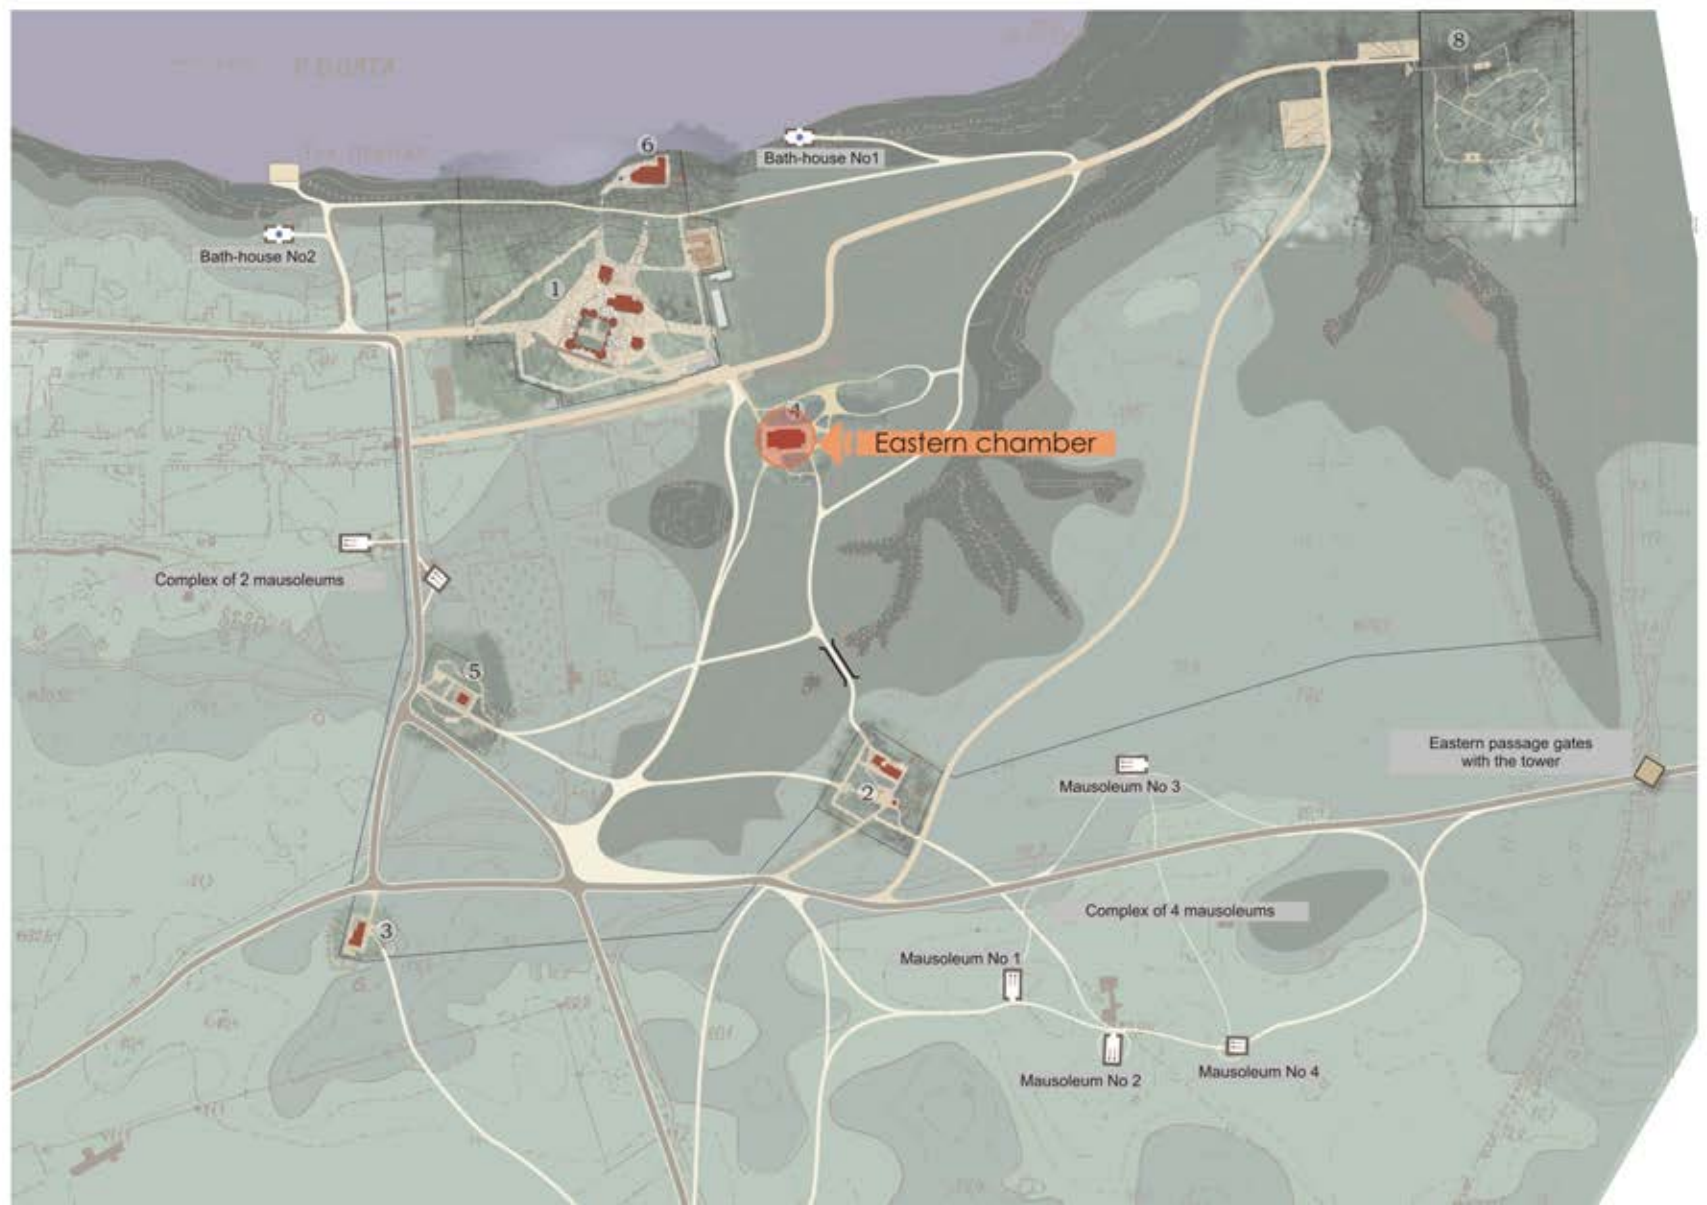 8
6
Bath-house No1
Bath-house No2
1
4
Eastern chamber
Complex of 2 mausoleums
5
Eastern passage gates
with the tower
Mausoleum No 3
2
Complex of 4 mausoleums
3
Mausoleum No 1
Mausoleum No 2
Mausoleum No 4